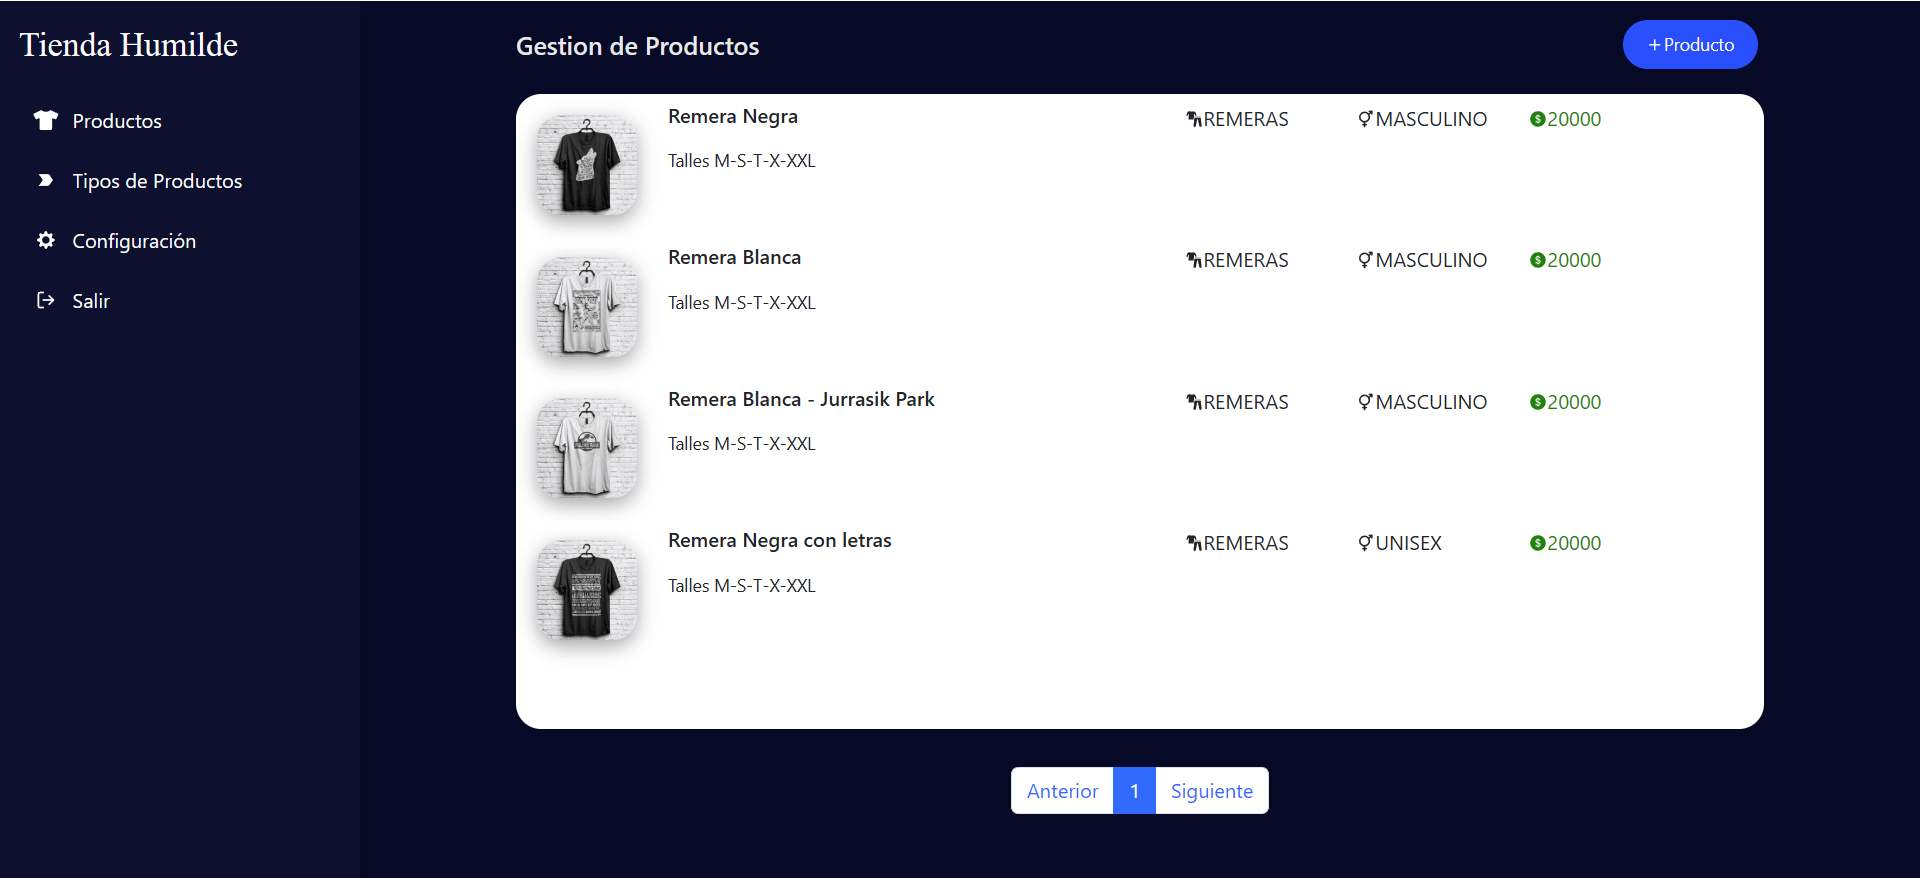 Tienda Humilde
Productos
Tipos de Productos
Configuración
Salir
Gestion de Productos
+Producto
Remera Negra
REMERAS
MASCULINO
20000
Talles M-S-T-X-XXL
Remera Blanca
REMERAS
MASCULINO
20000
Talles M-S-T-X-XXL
Remera Blanca - Jurrasik Park
REMERAS
MASCULINO
20000
Talles M-S-T-X-XXL
Remera Negra con letras
REMERAS
UNISEX
20000
Talles M-S-T-X-XXL
Anterior
1
Siguiente